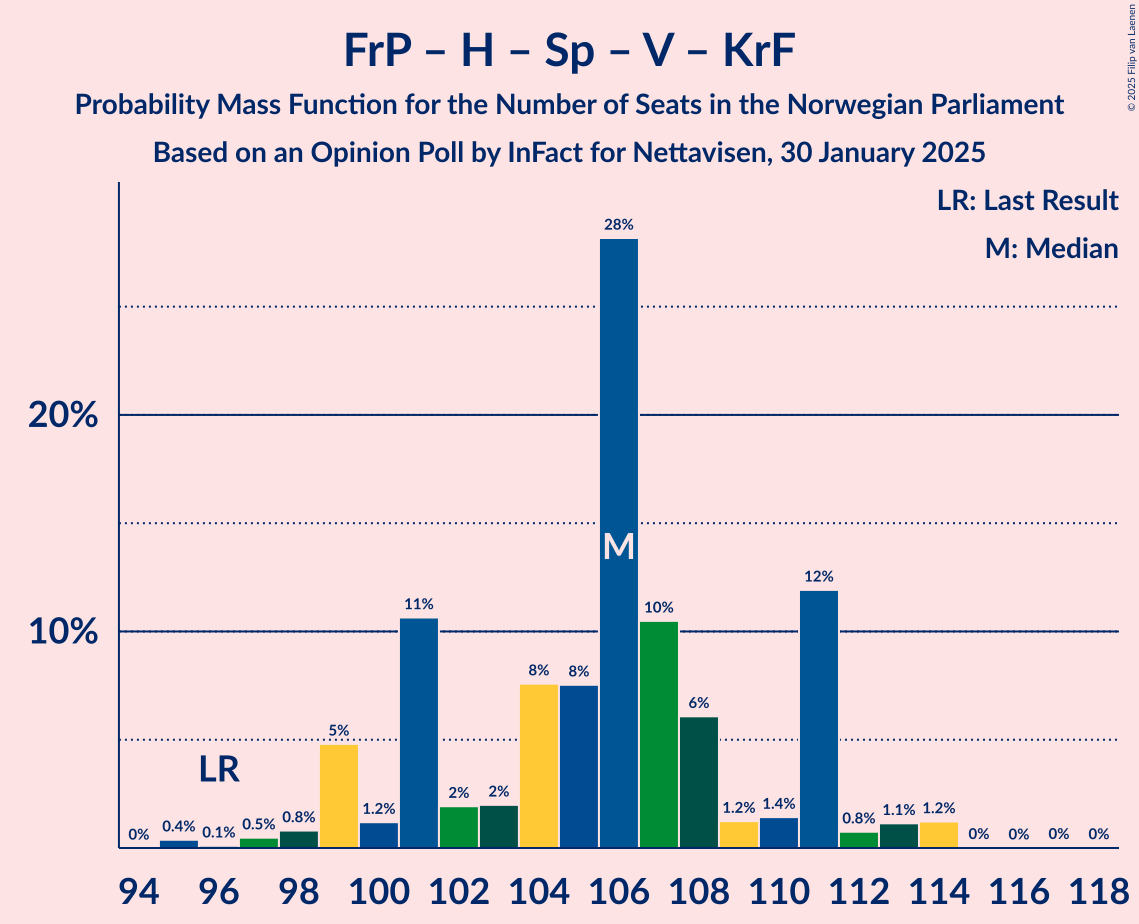 FrP – H – Sp – V – KrF
Probability Mass Function for the Number of Seats in the Norwegian Parliament
Based on an Opinion Poll by InFact for Nettavisen, 30 January 2025
© 2025 Filip van Laenen
LR: Last Result
M: Median
20%
10%
0% 0.4% 0.1% 0.5% 0.8% 5% 1.2% 11% 2% 2% 8% 8% 28% 10% 6% 1.2% 1.4% 12% 0.8% 1.1% 1.2% 0% 0% 0% 0%
LR
M
94 96 98 100 102 104 106 108 110 112 114 116 118